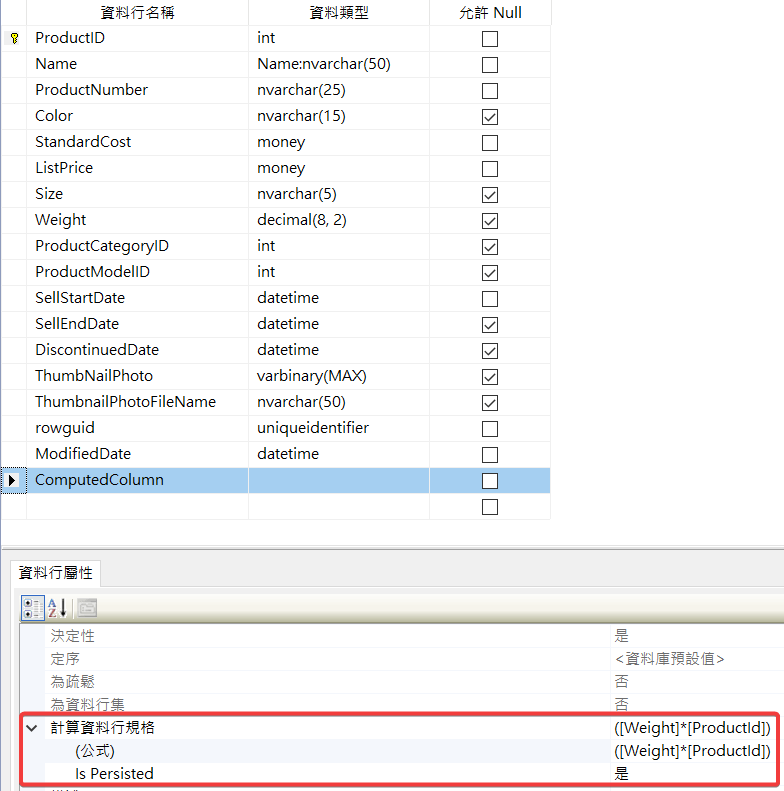 資料行名稱 資料類型 允許 Null
ProductID int
Name Name:nvarchar(50)
ProductNumber nvarchar(25)
Color nvarchar(15)
StandardCost money
ListPrice money
Size nvarchar(5)
Weight decimal(8, 2)
ProductCategoryID int
ProductModelID int
SellStartDate datetime
SellEndDate datetime
DiscontinuedDate datetime
ThumbNailPhoto varbinary(MAX)
ThumbnailPhotoFileName nvarchar(50)
rowguid uniqueidentifier
ModifiedDate datetime
ComputedColumn
資料行屬性
決定性 是
定序 <資料庫預設值>
為疏鬆 否
為資料行集 否
計算資料行規格 ([Weight]*[ProductId])
(公式) ([Weight]*[ProductId])
Is Persisted 是